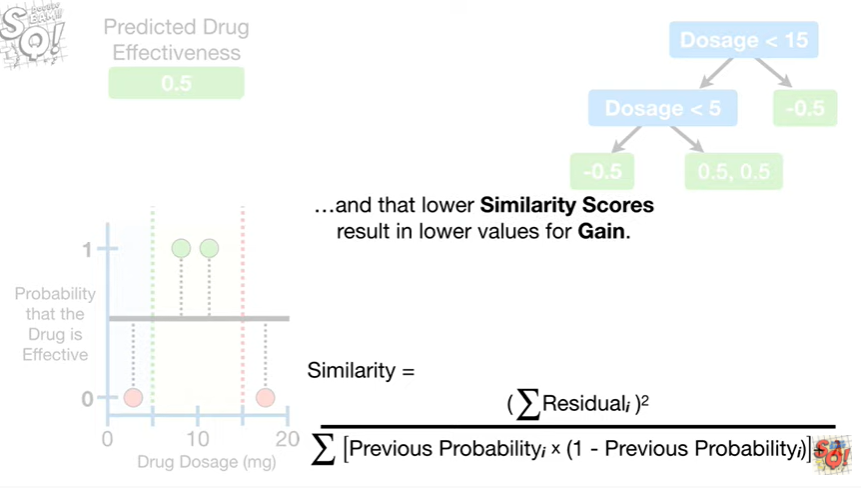 Predicted Drug
Effectiveness
0.5
Dosage < 15
Dosage < 5
-0.5
-0.5
0.5, 0.5
…and that lower Similarity Scores
result in lower values for Gain.
1
Probability
that the
Drug is
Effective
0
0
10
20
Drug Dosage (mg)
Similarity =
( ∑Residualᵢ )²
∑ [Previous Probabilityᵢ × (1 - Previous Probabilityᵢ)] +
SQ!
SQ!